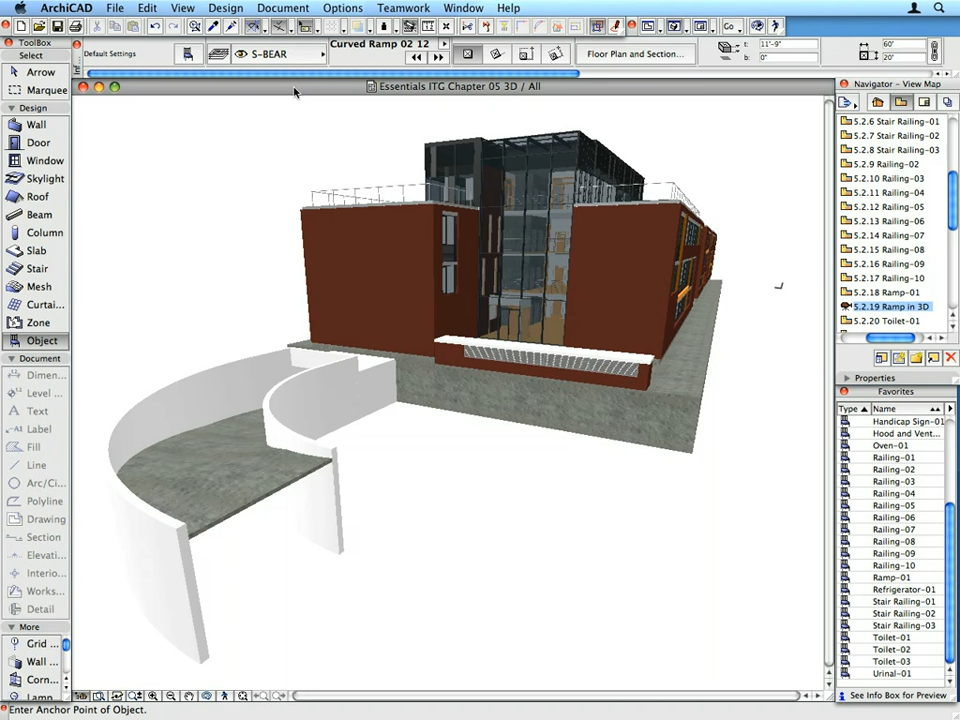 ArchiCAD File Edit View Design Document Options Teamwork Window Help
Go...
ToolBox
Select
Arrow
Marquee
Design
Wall
Door
Window
Skylight
Roof
Beam
Column
Slab
Stair
Mesh
Curtai...
Zone
Object
Document
Dimen...
Level ...
Text
Label
Fill
Line
Arc/Ci...
Polyline
Drawing
Section
Elevati...
Interio...
Works...
Detail
More
Grid ...
Wall ...
Corn...
Lamp
Default Settings
S-BEAR
Curved Ramp 02 12
Floor Plan and Section...
t: 11'-9"
b: 0"
60'
20'
Essentials ITG Chapter 05 3D / All
Navigator - View Map
5.2.6 Stair Railing-01
5.2.7 Stair Railing-02
5.2.8 Stair Railing-03
5.2.9 Railing-02
5.2.10 Railing-03
5.2.11 Railing-04
5.2.12 Railing-05
5.2.13 Railing-06
5.2.14 Railing-07
5.2.15 Railing-08
5.2.16 Railing-09
5.2.17 Railing-10
5.2.18 Ramp-01
5.2.19 Ramp in 3D
5.2.20 Toilet-01
Properties
Favorites
Type Name
Handicap Sign-01
Hood and Vent...
Oven-01
Railing-01
Railing-02
Railing-03
Railing-04
Railing-05
Railing-06
Railing-07
Railing-08
Railing-09
Railing-10
Ramp-01
Refrigerator-01
Stair Railing-01
Stair Railing-02
Stair Railing-03
Toilet-01
Toilet-02
Toilet-03
Urinal-01
See Info Box for Preview
Enter Anchor Point of Object.